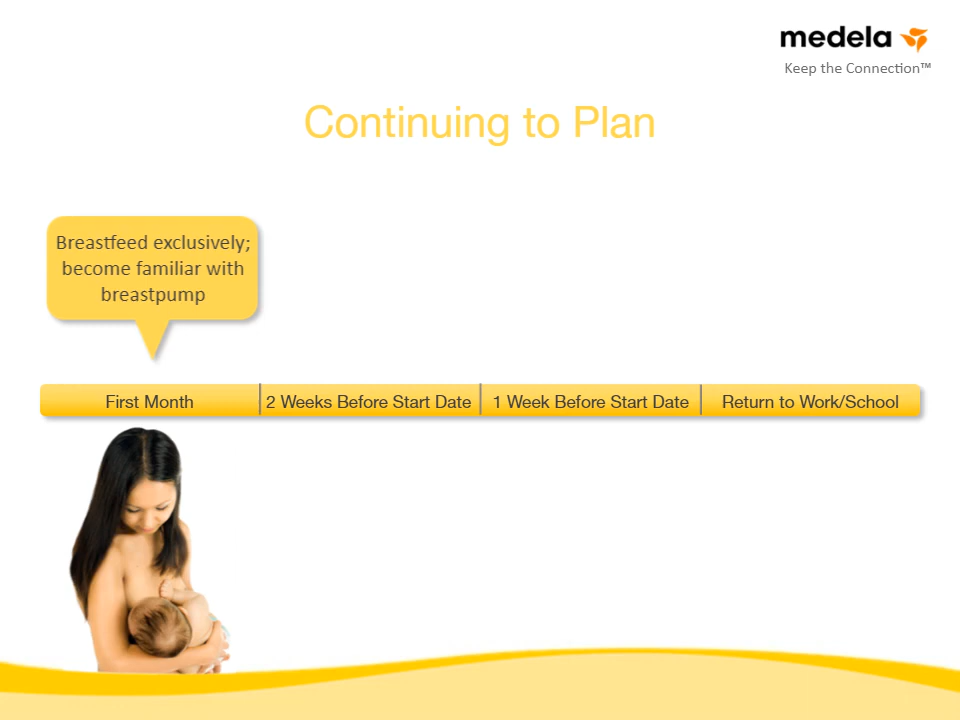 medela
Keep the Connection™
Continuing to Plan
Breastfeed exclusively;
become familiar with
breastpump
First Month
2 Weeks Before Start Date
1 Week Before Start Date
Return to Work/School